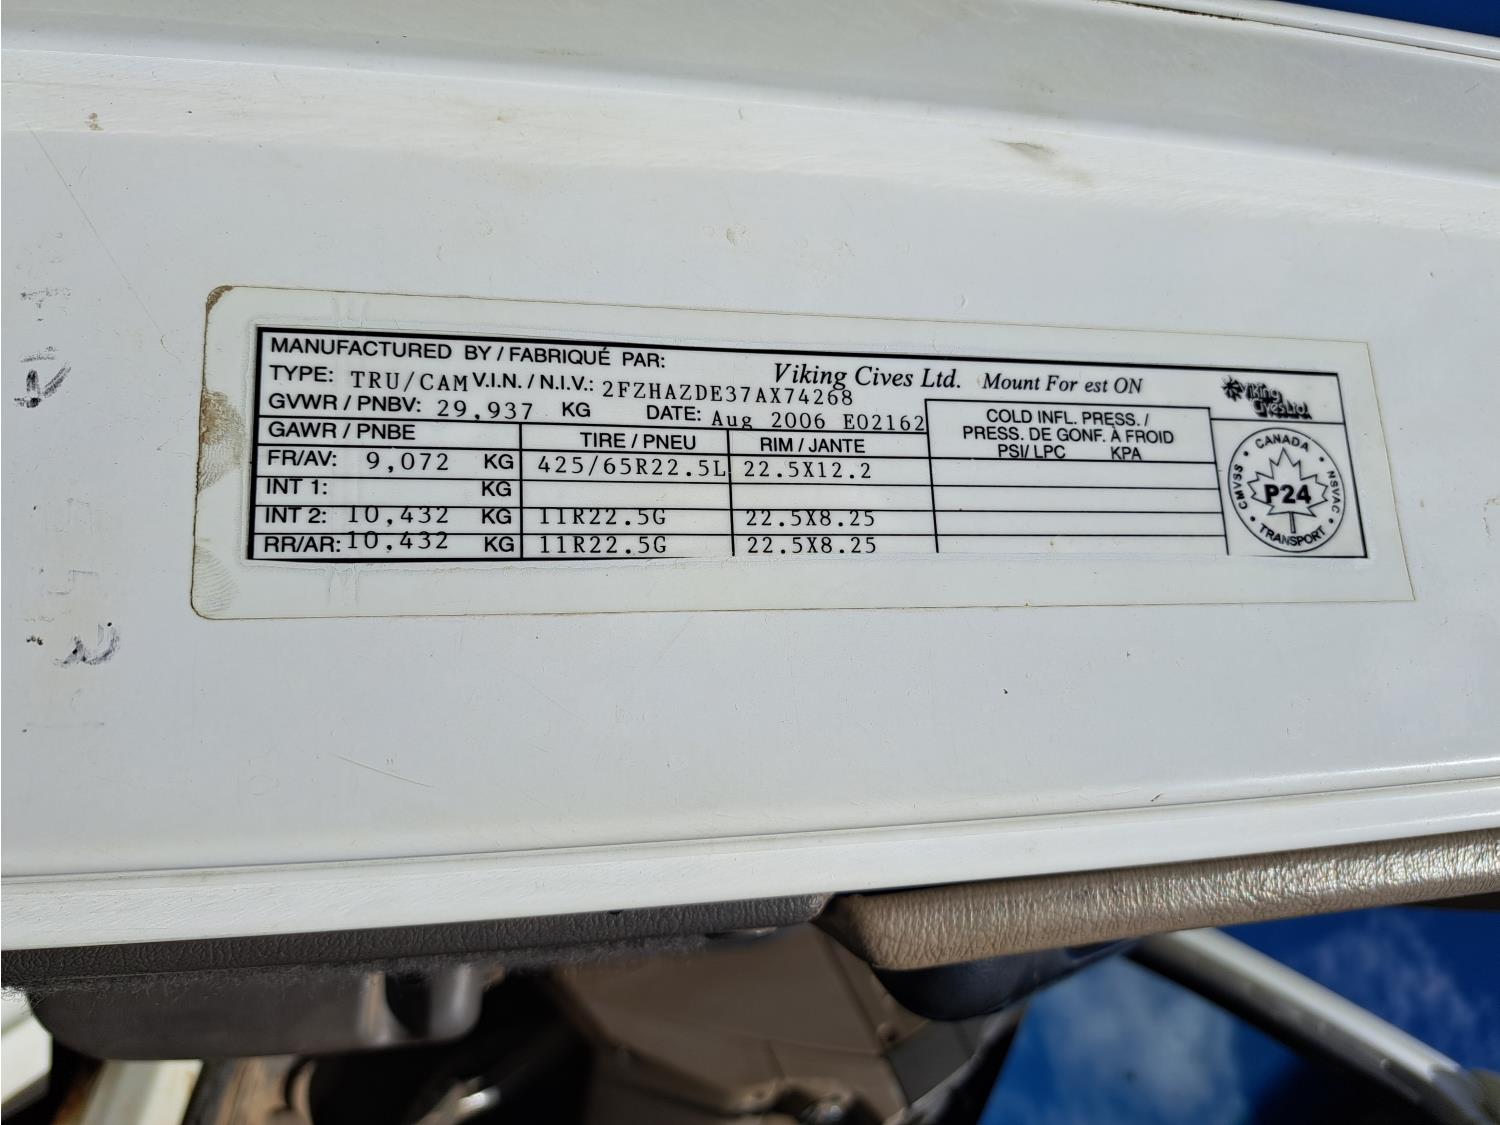 MANUFACTURED BY / FABRIQUÉ PAR: Viking Cives Ltd. Mount For est ON
TYPE: TRU/CAM V.I.N. / N.I.V.: 2FZHAZDE37AX74268
GVWR / PNBV: 29,937 KG DATE: Aug 2006 E02162
Viking Cives Ltd.
GAWR / PNBE TIRE / PNEU RIM / JANTE
COLD INFL. PRESS. /
PRESS. DE GONF. À FROID
PSI/ LPC KPA
FR/AV: 9,072 KG 425/65R22.5L 22.5X12.2
INT 1: KG
INT 2: 10,432 KG 11R22.5G 22.5X8.25
RR/AR: 10,432 KG 11R22.5G 22.5X8.25
CANADA
CMVSS • NSVAC
P24
TRANSPORT